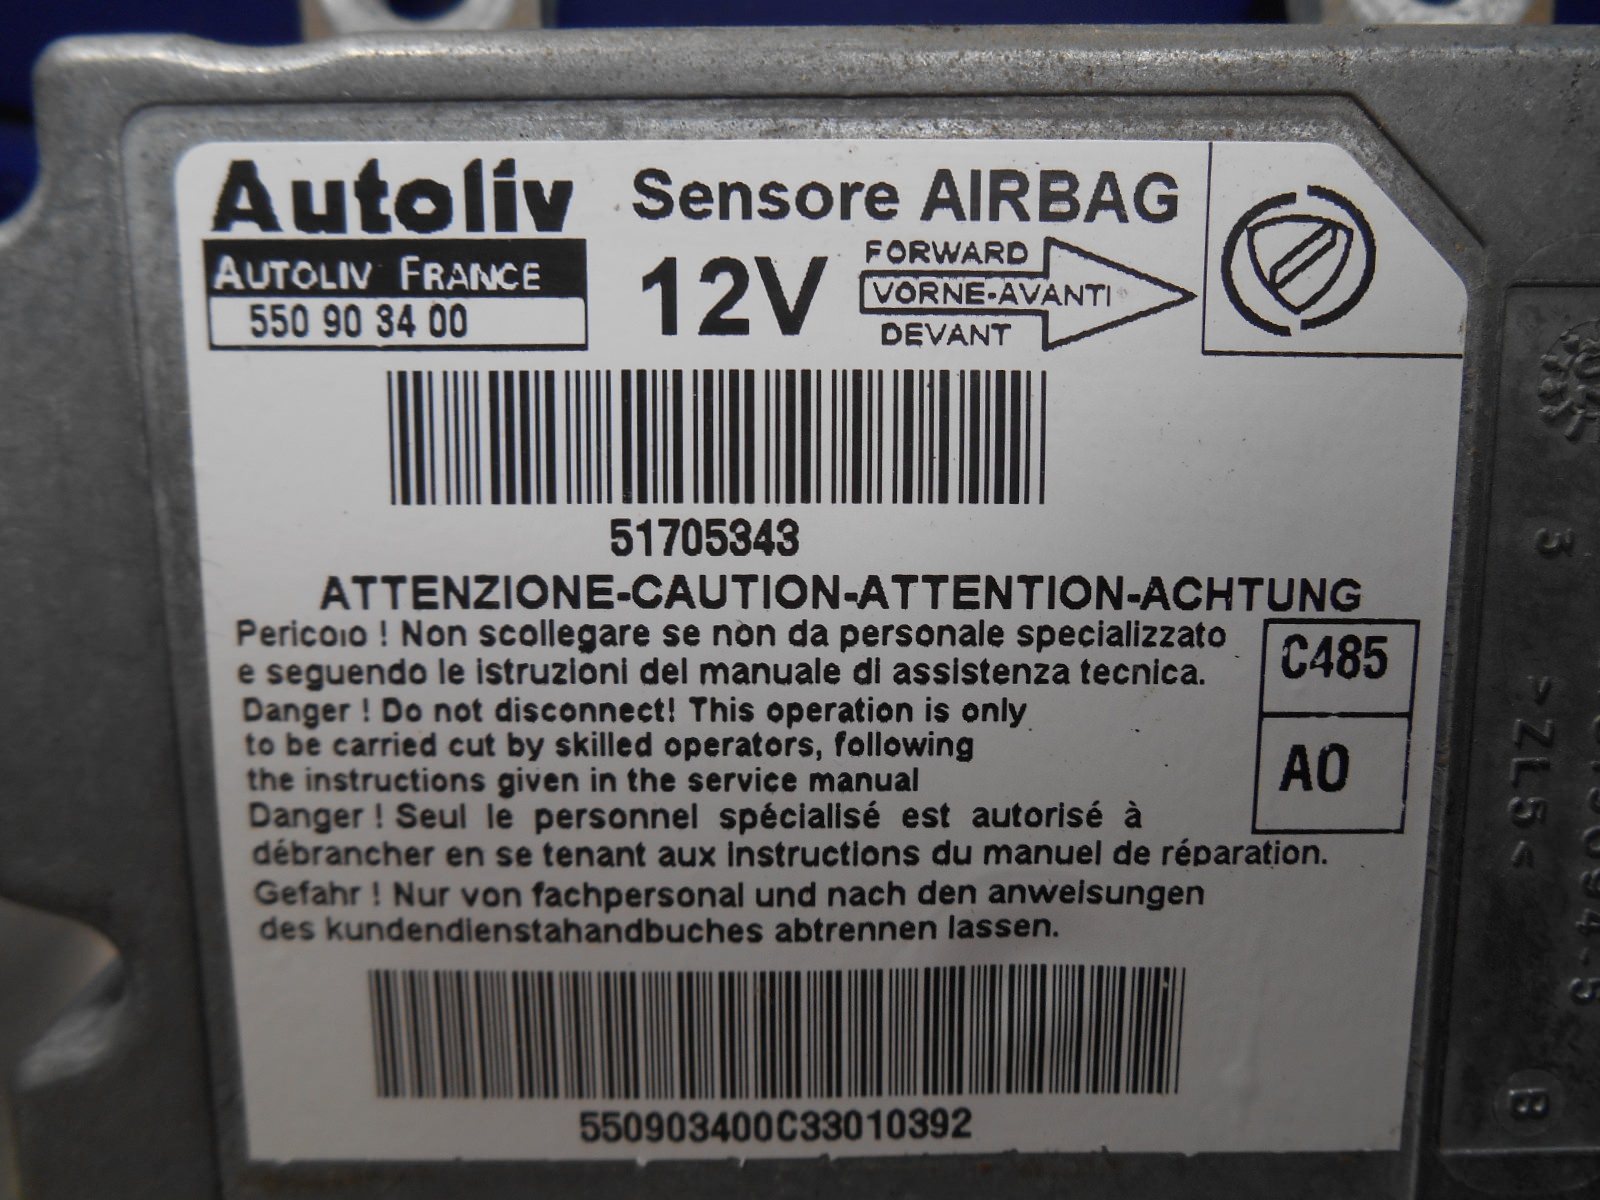 Autoliv
Sensore AIRBAG
AUTOLIV FRANCE
550 90 34 00
12V
FORWARD
VORNE-AVANTI
DEVANT
51705343
ATTENZIONE-CAUTION-ATTENTION-ACHTUNG
Pericolo ! Non scollegare se non da personale specializzato
e seguendo le istruzioni del manuale di assistenza tecnica.
C485
Danger ! Do not disconnect! This operation is only
to be carried cut by skilled operators, following
the instructions given in the service manual
A0
Danger ! Seul le personnel spécialisé est autorisé à
débrancher en se tenant aux instructions du manuel de réparation.
Gefahr ! Nur von fachpersonal und nach den anweisungen
des kundendienstahandbuches abtrennen lassen.
550903400C33010392
3
>ZL5<
B